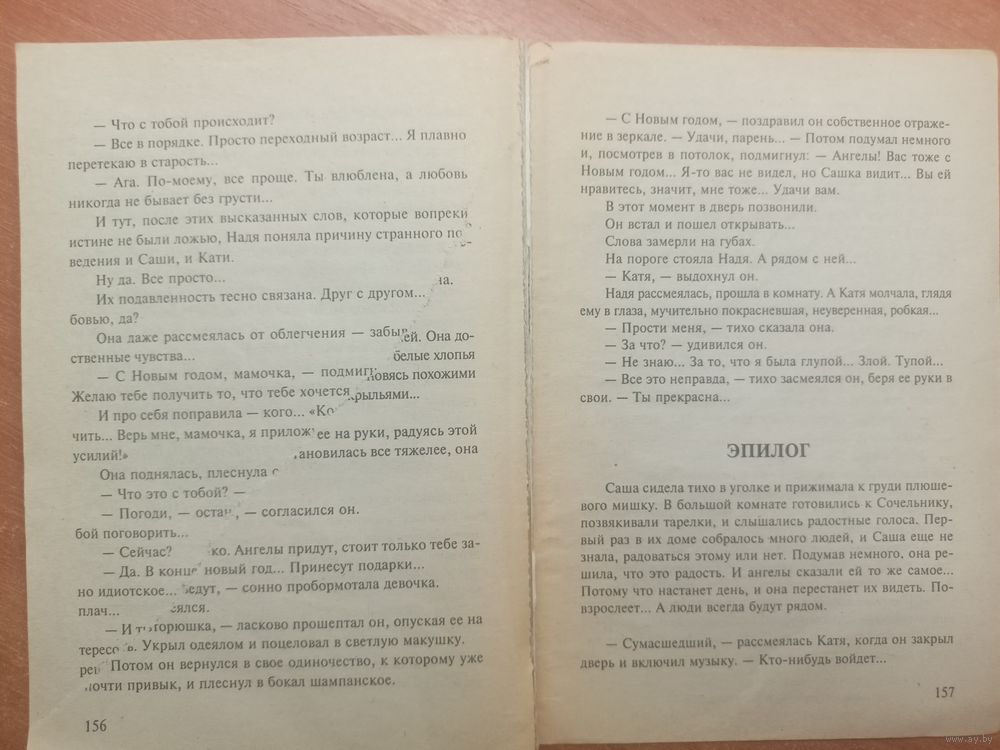 — Что с тобой происходит?
— Все в порядке. Просто переходный возраст... Я плавно
перетекаю в старость...
— Ага. По-моему, все проще. Ты влюблена, а любовь
никогда не бывает без грусти...
И тут, после этих высказанных слов, которые вопреки
истине не были ложью, Надя поняла причину странного по
ведения и Саши, и Кати.
Ну да. Все просто...
Их подавленность тесно связана. Друг с другом...
бовью, да?
Она даже рассмеялась от облегчения — забы ей. Она до-
ственные чувства... белые хлопья
— С Новым годом, мамочка, — подмиг новясь похожими
Желаю тебе получить то, что тебе хочется рыльями...
И про себя поправила — кого...
чить... Верь мне, мамочка, я прилож ее на руки, радуясь этой
усилий!» ановилась все тяжелее, она
Она поднялась, плеснула
— Что это с тобой? —
— Погоди, — оста , — согласился он.
бой поговорить...
— Сейчас? ко. Ангелы придут, стоит только тебе за-
— Да. В конце новый год... Принесут подарки...
но идиотское... едут, — сонно пробормотала девочка.
плач... ялся.
— И горюшка, — ласково прошептал он, опуская ее на
терес в. Укрыл одеялом и поцеловал в светлую макушку.
Потом он вернулся в свое одиночество, к которому уже
почти привык, и плеснул в бокал шампанское.
156
— С Новым годом, — поздравил он собственное отраже-
ние в зеркале. — Удачи, парень... — Потом подумал немного
и, посмотрев в потолок, подмигнул: — Ангелы! Вас тоже с
Новым годом... Я-то вас не видел, но Сашка видит... Вы ей
нравитесь, значит, мне тоже... Удачи вам.
В этот момент в дверь позвонили.
Он встал и пошел открывать...
Слова замерли на губах.
На пороге стояла Надя. А рядом с ней...
— Катя, — выдохнул он.
Надя рассмеялась, прошла в комнату. А Катя молчала, глядя
ему в глаза, мучительно покрасневшая, неуверенная, робкая...
— Прости меня, — тихо сказала она.
— За что? — удивился он.
— Не знаю... За то, что я была глупой... Злой. Тупой...
— Все это неправда, — тихо засмеялся он, беря ее руки в
свои. — Ты прекрасна...
ЭПИЛОГ
Саша сидела тихо в уголке и прижимала к груди плюше-
вого мишку. В большой комнате готовились к Сочельнику,
позвякивали тарелки, и слышались радостные голоса. Пер-
вый раз в их доме собралось много людей, и Саша еще не
знала, радоваться этому или нет. Подумав немного, она ре-
шила, что это радость. И ангелы сказали ей то же самое...
Потому что настанет день, и она перестанет их видеть. По-
взрослеет... А люди всегда будут рядом.
— Сумасшедший, — рассмеялась Катя, когда он закрыл
дверь и включил музыку. — Кто-нибудь войдет...
157
www.ay.by